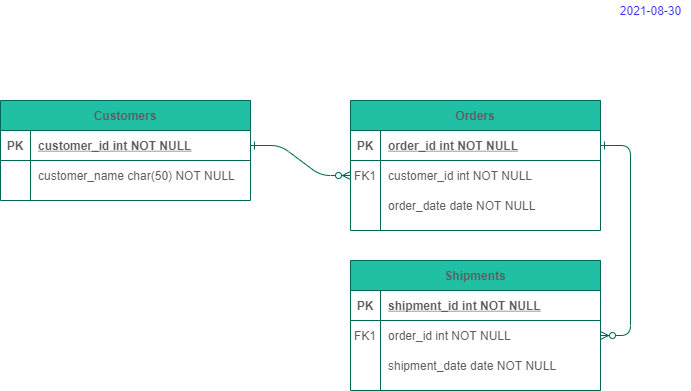 2021-08-30
Customers
PK customer_id int NOT NULL
customer_name char(50) NOT NULL
Orders
PK order_id int NOT NULL
FK1 customer_id int NOT NULL
order_date date NOT NULL
Shipments
PK shipment_id int NOT NULL
FK1 order_id int NOT NULL
shipment_date date NOT NULL